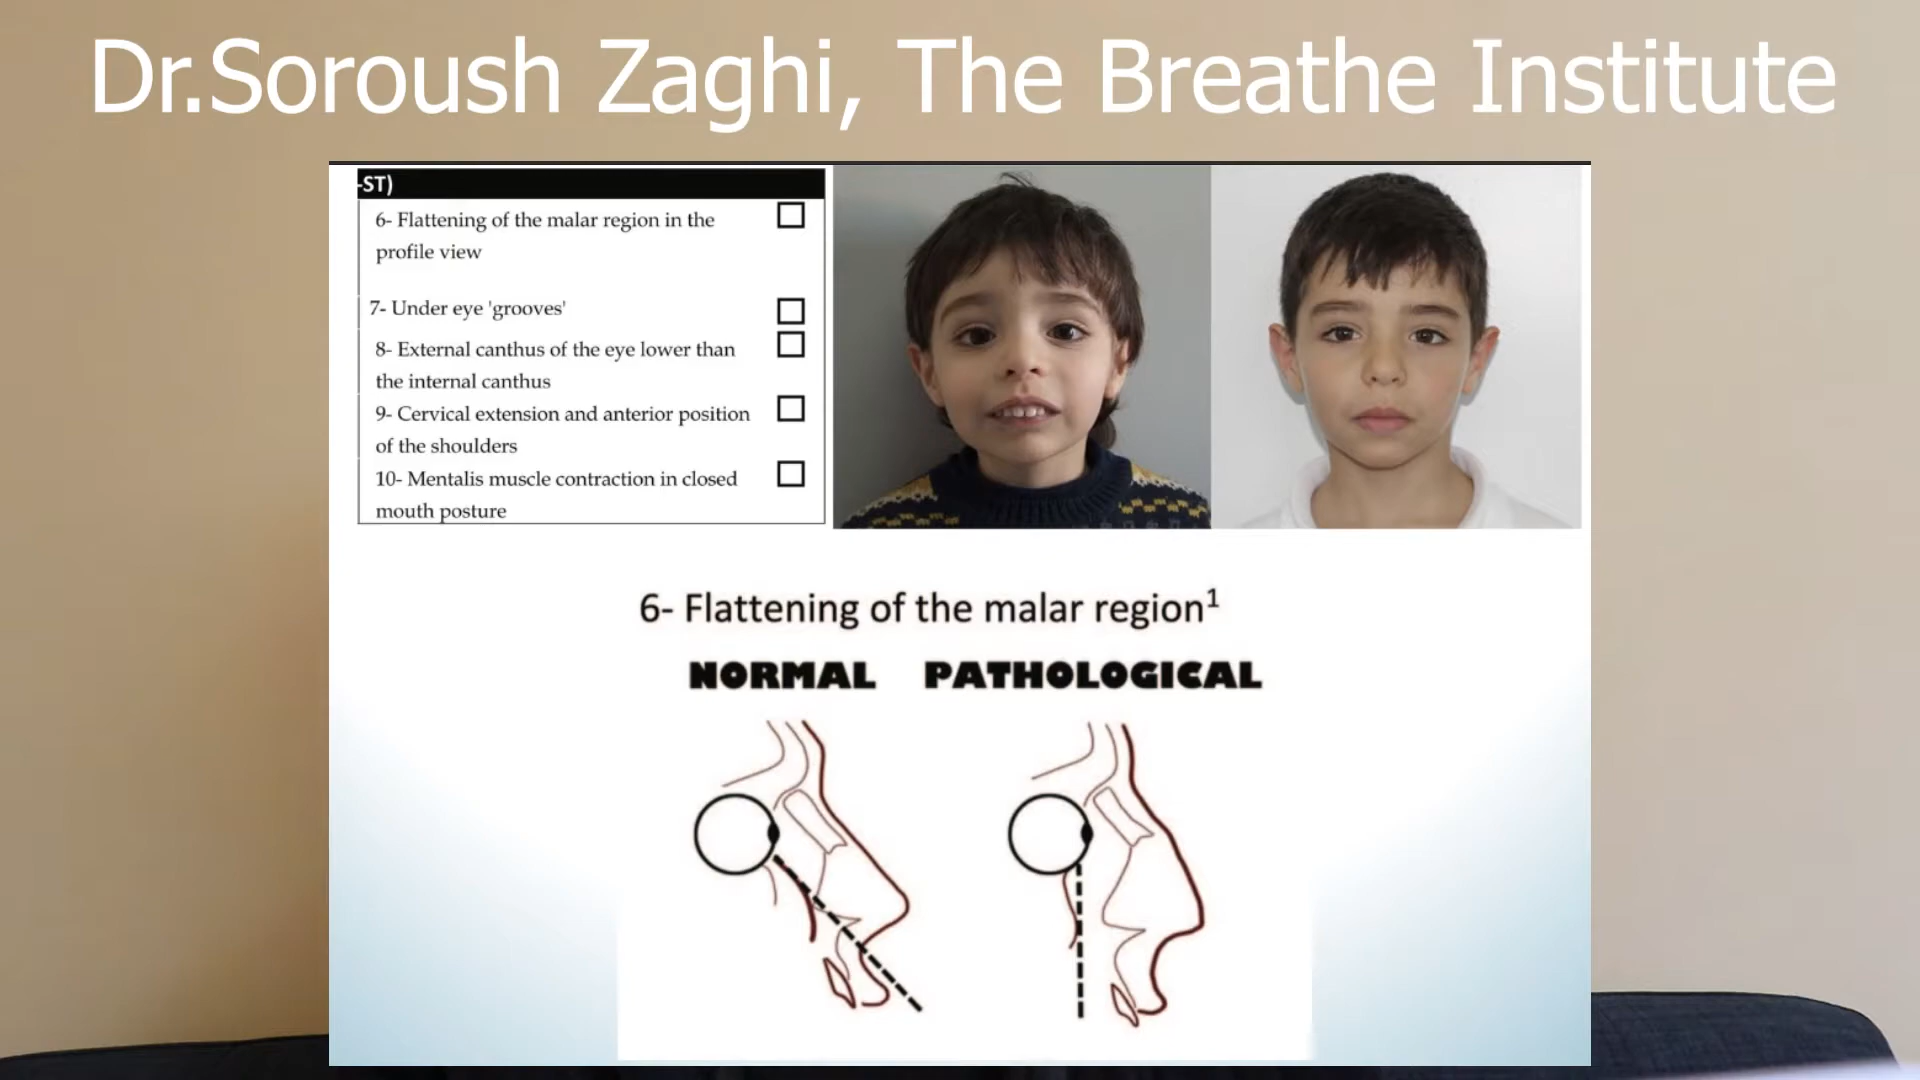 Dr.Soroush Zaghi, The Breathe Institute
-ST)
6- Flattening of the malar region in the
profile view
7- Under eye 'grooves'
8- External canthus of the eye lower than
the internal canthus
9- Cervical extension and anterior position
of the shoulders
10- Mentalis muscle contraction in closed
mouth posture
6- Flattening of the malar region¹
NORMAL PATHOLOGICAL